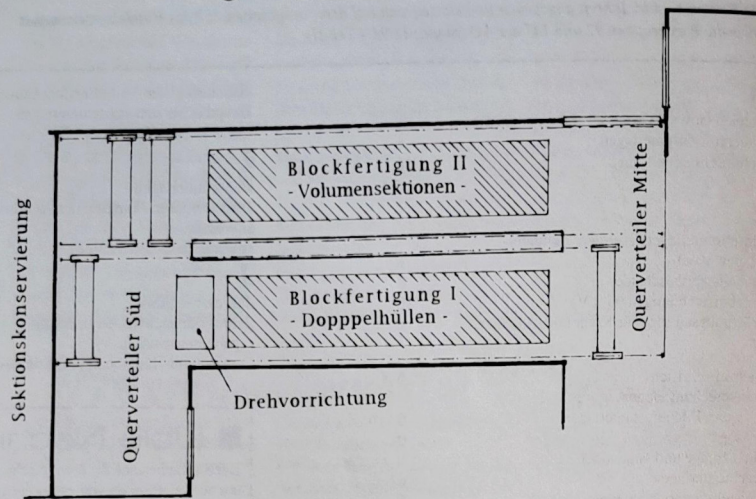 Blockfertigung II
- Volumensektionen -
Blockfertigung I
- Dopppelhüllen -
Drehvorrichtung
Sektionskonservierung
Querverteiler Süd
Querverteiler Mitte